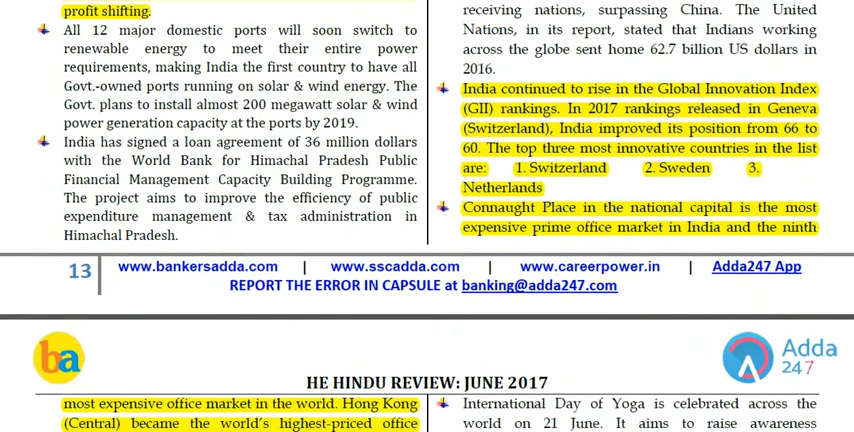 profit shifting.
All 12 major domestic ports will soon switch to
renewable energy to meet their entire power
requirements, making India the first country to have all
Govt.-owned ports running on solar & wind energy. The
Govt. plans to install almost 200 megawatt solar & wind
power generation capacity at the ports by 2019.
India has signed a loan agreement of 36 million dollars
with the World Bank for Himachal Pradesh Public
Financial Management Capacity Building Programme.
The project aims to improve the efficiency of public
expenditure management & tax administration in
Himachal Pradesh.
receiving nations, surpassing China. The United
Nations, in its report, stated that Indians working
across the globe sent home 62.7 billion US dollars in
2016.
India continued to rise in the Global Innovation Index
(GII) rankings. In 2017 rankings released in Geneva
(Switzerland), India improved its position from 66 to
60. The top three most innovative countries in the list
are: 1. Switzerland 2. Sweden 3.
Netherlands
Connaught Place in the national capital is the most
expensive prime office market in India and the ninth
13 www.bankersadda.com | www.sscadda.com | www.careerpower.in | Adda247 App
REPORT THE ERROR IN CAPSULE at banking@adda247.com
ba
Adda
247
HE HINDU REVIEW: JUNE 2017
most expensive office market in the world. Hong Kong
(Central) became the world's highest-priced office
International Day of Yoga is celebrated across the
world on 21 June. It aims to raise awareness